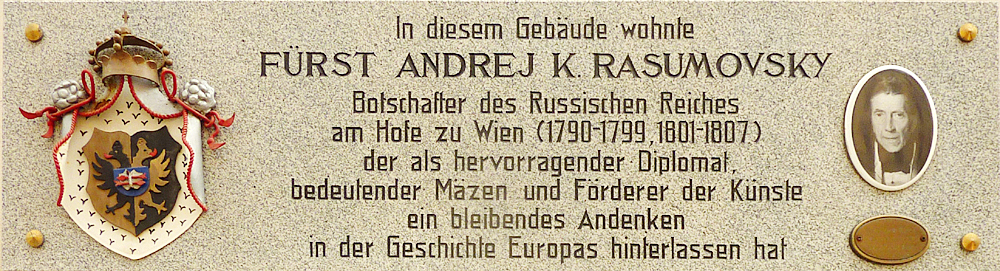 In diesem Gebäude wohnte
FÜRST ANDREJ K. RASUMOVSKY
Botschafter des Russischen Reiches
am Hofe zu Wien (1790-1799, 1801-1807)
der als hervorragender Diplomat,
bedeutender Mäzen und Förderer der Künste
ein bleibendes Andenken
in der Geschichte Europas hinterlassen hat